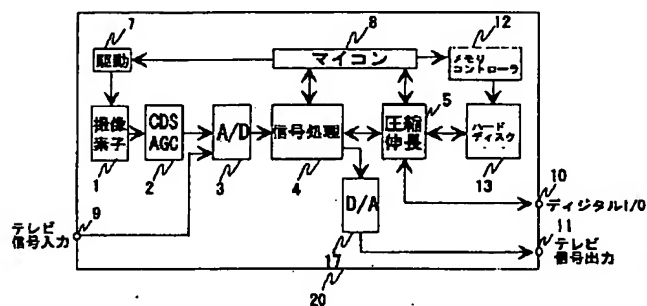 7
8
12
駆動
マイコン
メモリ
コントローラ
5
撮像
素子
CDS
AGC
A/D
信号処理
圧縮
伸長
ハード
ディスク
1
2
3
4
13
9
テレビ
信号入力
D/A
17
10
ディジタルI/O
11
テレビ
信号出力
20